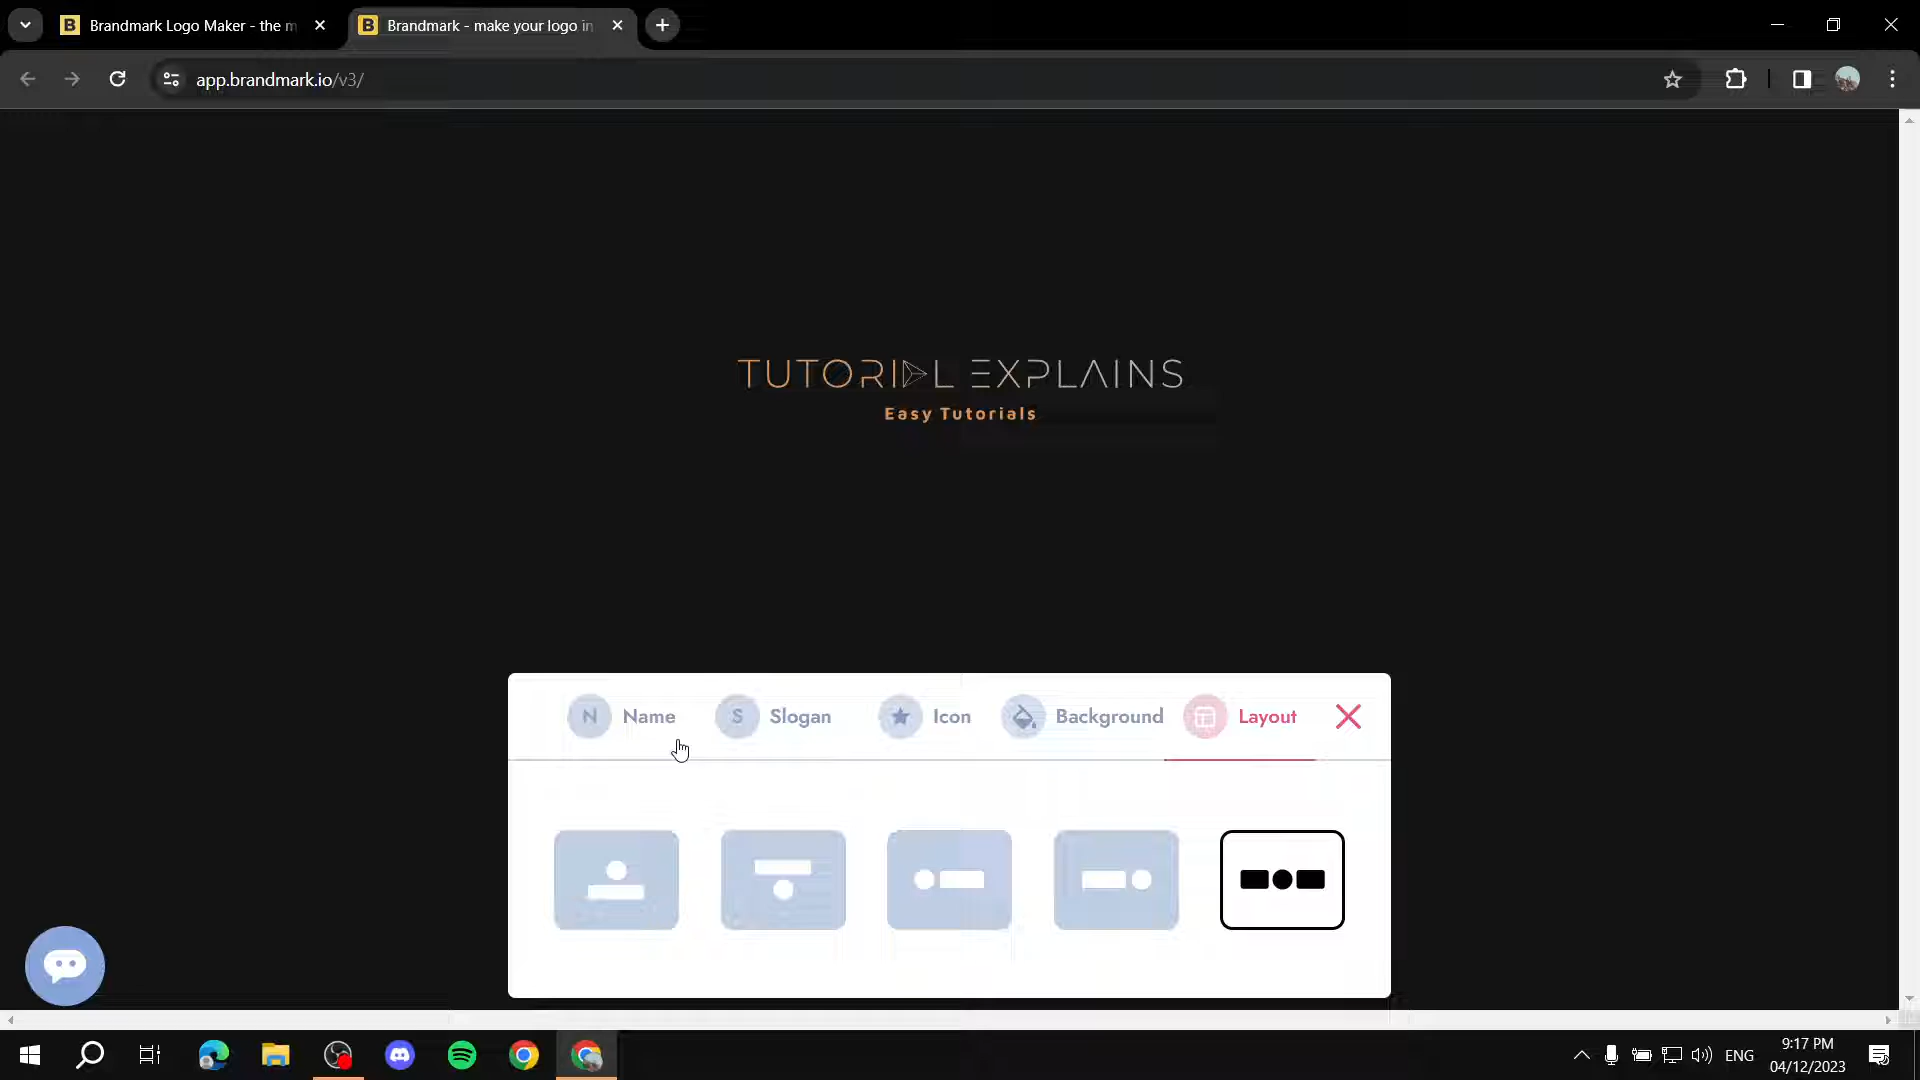 Brandmark Logo Maker - the m
Brandmark - make your logo in
app.brandmark.io/v3/
TUTORIAL EXPLAINS
Easy Tutorials
N Name
S Slogan
Icon
Background
Layout
ENG
9:17 PM
04/12/2023